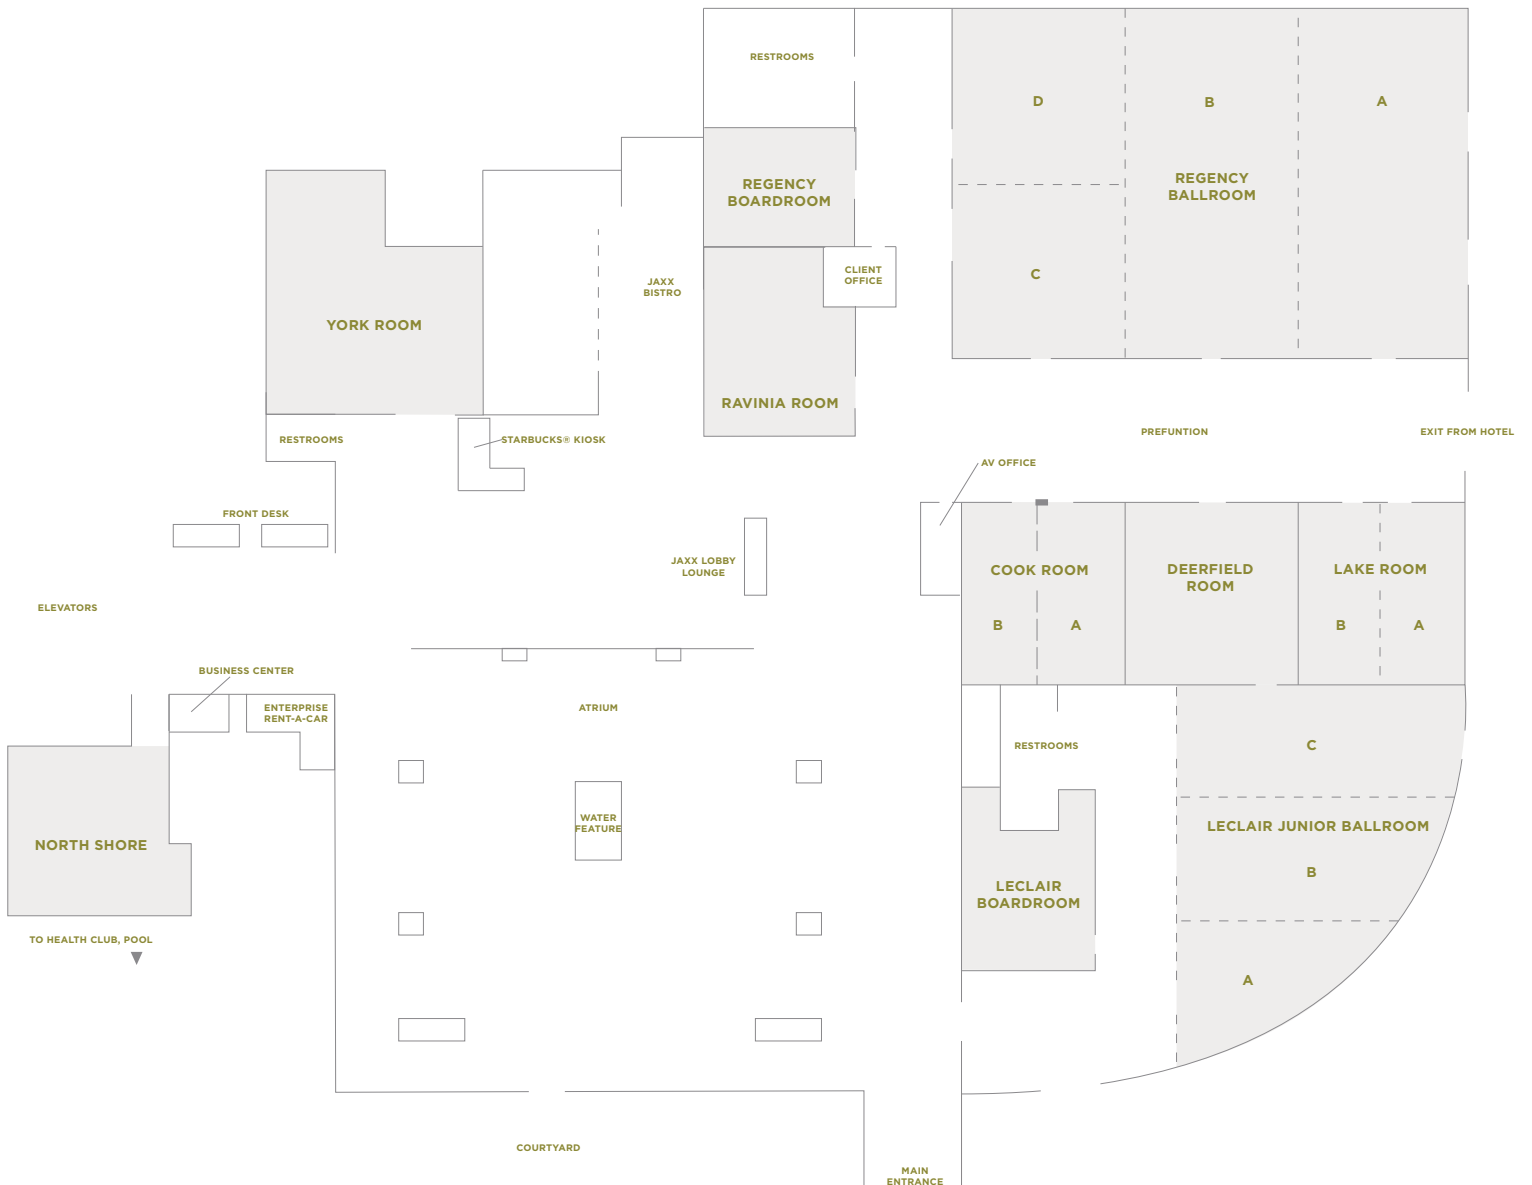 RESTROOMS
D
B
A
REGENCY
BOARDROOM
REGENCY
BALLROOM
JAXX
BISTRO
CLIENT
OFFICE
C
YORK ROOM
RAVINIA ROOM
RESTROOMS
STARBUCKS® KIOSK
PREFUNTION
EXIT FROM HOTEL
AV OFFICE
FRONT DESK
JAXX LOBBY
LOUNGE
COOK ROOM
DEERFIELD
ROOM
LAKE ROOM
ELEVATORS
B
A
B
A
BUSINESS CENTER
ENTERPRISE
RENT-A-CAR
ATRIUM
RESTROOMS
C
WATER
FEATURE
LECLAIR JUNIOR BALLROOM
NORTH SHORE
B
LECLAIR
BOARDROOM
TO HEALTH CLUB, POOL
A
COURTYARD
MAIN
ENTRANCE